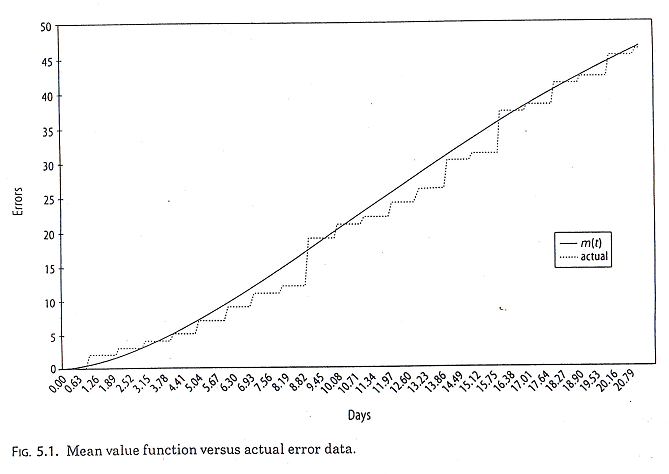 50
45
40
35
30
25
20
15
10
5
0
Errors
m(t)
actual
0.00 0.63 1.26 1.89 2.52 3.15 3.78 4.41 5.04 5.67 6.30 6.93 7.56 8.19 8.82 9.45 10.08 10.71 11.34 11.97 12.60 13.23 13.86 14.49 15.12 15.75 16.38 17.01 17.64 18.27 18.90 19.53 20.16 20.79
Days
FIG. 5.1. Mean value function versus actual error data.